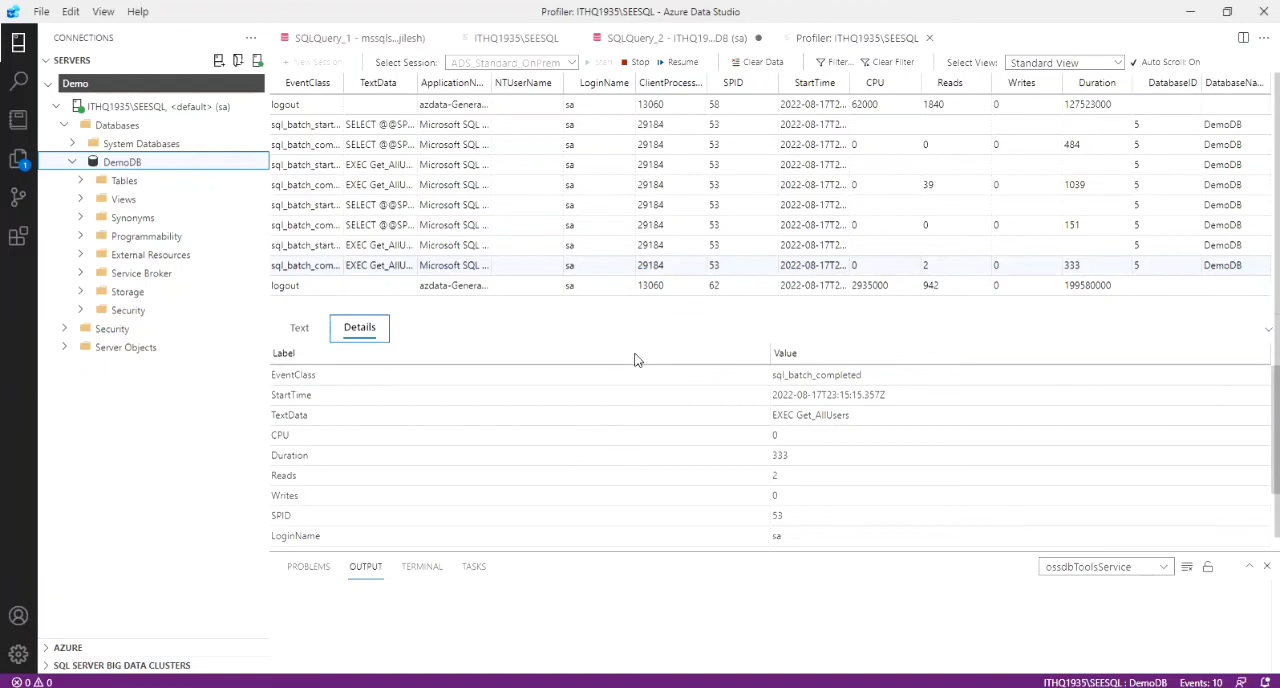 File Edit View Help Profiler: ITHQ1935\SEESQL - Azure Data Studio
CONNECTIONS ...
SERVERS
Demo
ITHQ1935\SEESQL, <default> (sa)
Databases
System Databases
DemoDB
Tables
Views
Synonyms
Programmability
External Resources
Service Broker
Storage
Security
Security
Server Objects
AZURE
SQL SERVER BIG DATA CLUSTERS
1
SQLQuery_1 - mssqls...jilesh) ITHQ1935\SEESQL SQLQuery_2 - ITHQ19...DB (sa) Profiler: ITHQ1935\SEESQL
New Session Select Session: ADS_Standard_OnPrem Start Stop Resume Clear Data Filter... Clear Filter Select View: Standard View Auto Scroll: On
EventClass TextData ApplicationN... NTUserName LoginName ClientProcess... SPID StartTime CPU Reads Writes Duration DatabaseID DatabaseNa...
logout azdata-Genera... sa 13060 58 2022-08-17T2... 62000 1840 0 127523000
sql_batch_start... SELECT @@SP... Microsoft SQL ... sa 29184 53 2022-08-17T2... 5 DemoDB
sql_batch_com... SELECT @@SP... Microsoft SQL ... sa 29184 53 2022-08-17T2... 0 0 0 484 5 DemoDB
sql_batch_start... EXEC Get_AllU... Microsoft SQL ... sa 29184 53 2022-08-17T2... 5 DemoDB
sql_batch_com... EXEC Get_AllU... Microsoft SQL ... sa 29184 53 2022-08-17T2... 0 39 0 1039 5 DemoDB
sql_batch_start... SELECT @@SP... Microsoft SQL ... sa 29184 53 2022-08-17T2... 5 DemoDB
sql_batch_com... SELECT @@SP... Microsoft SQL ... sa 29184 53 2022-08-17T2... 0 0 0 151 5 DemoDB
sql_batch_start... EXEC Get_AllU... Microsoft SQL ... sa 29184 53 2022-08-17T2... 5 DemoDB
sql_batch_com... EXEC Get_AllU... Microsoft SQL ... sa 29184 53 2022-08-17T2... 0 2 0 333 5 DemoDB
logout azdata-Genera... sa 13060 62 2022-08-17T2... 2935000 942 0 199580000
Text Details
Label Value
EventClass sql_batch_completed
StartTime 2022-08-17T23:15:15.357Z
TextData EXEC Get_AllUsers
CPU 0
Duration 333
Reads 2
Writes 0
SPID 53
LoginName sa
PROBLEMS OUTPUT TERMINAL TASKS ossdbToolsService
0 0 ITHQ1935\SEESQL : DemoDB Events: 10